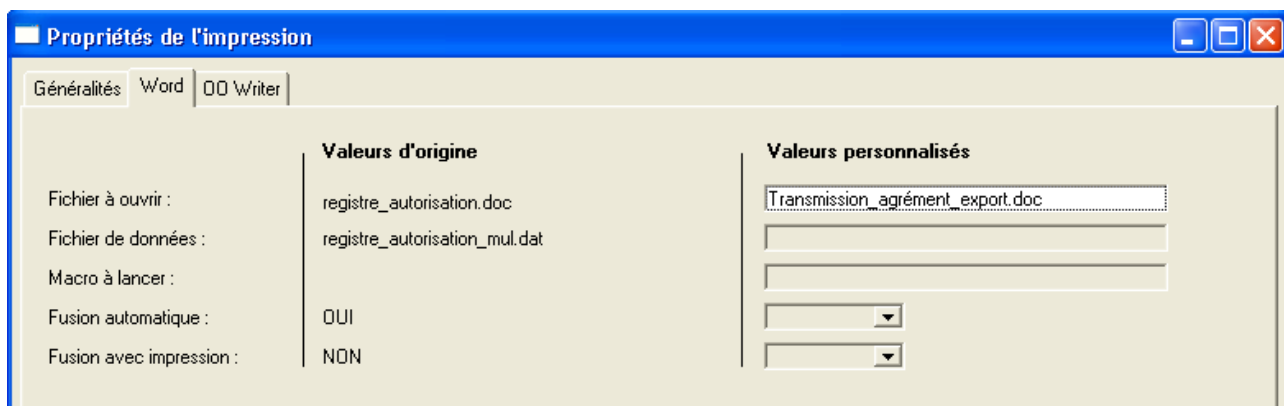 Propriétés de l'impression
Généralités Word OO Writer
Valeurs d'origine Valeurs personnalisés
Fichier à ouvrir : registre_autorisation.doc Transmission_agrément_export.doc
Fichier de données : registre_autorisation_mul.dat
Macro à lancer :
Fusion automatique : OUI
Fusion avec impression : NON